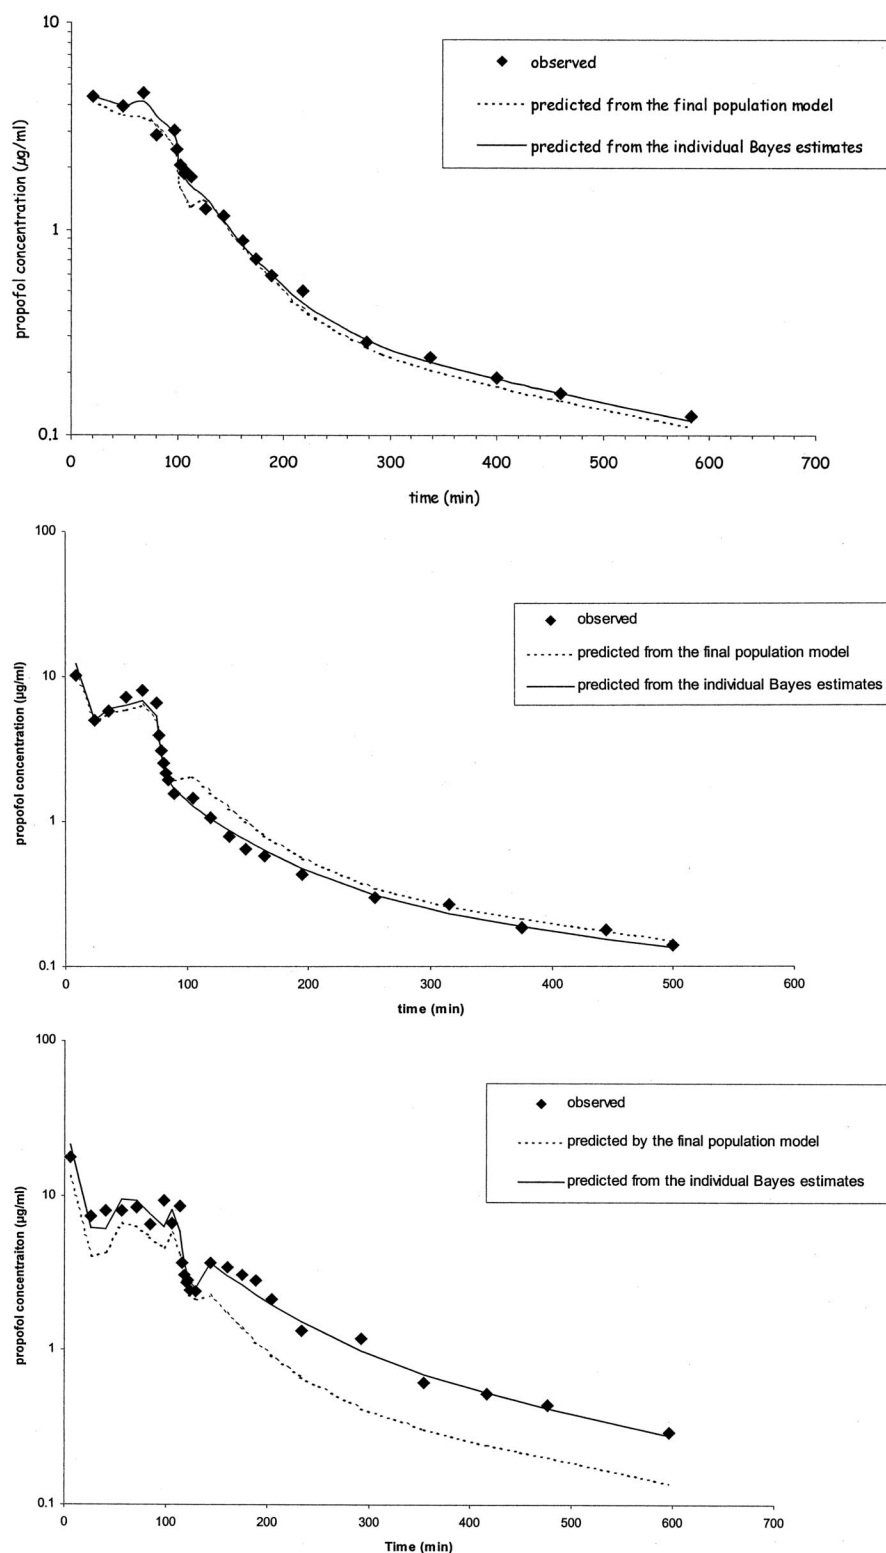 10
observed
predicted from the final population model
predicted from the individual Bayes estimates
propofol concentration (µg/ml)
1
0.1
0 100 200 300 400 500 600 700
time (min)
100
observed
predicted from the final population model
predicted from the individual Bayes estimates
propofol concentration (µg/ml)
10
1
0.1
0 100 200 300 400 500 600
time (min)
100
observed
predicted by the final population model
predicted from the individual Bayes estimates
propofol concentraiton (µg/ml)
10
1
0.1
0 100 200 300 400 500 600 700
Time (min)